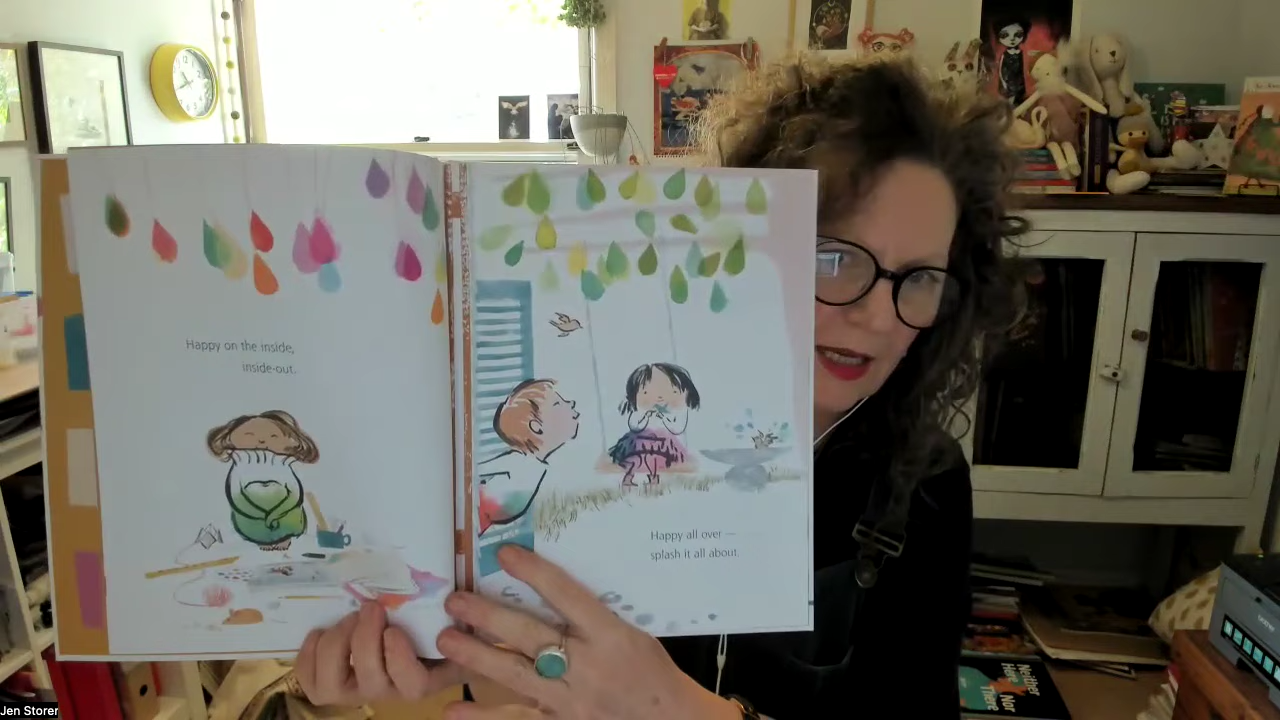 Happy on the inside,
inside-out.
Happy all over —
splash it all about.
Neither
Here
Nor
There
brother
Jen Storer